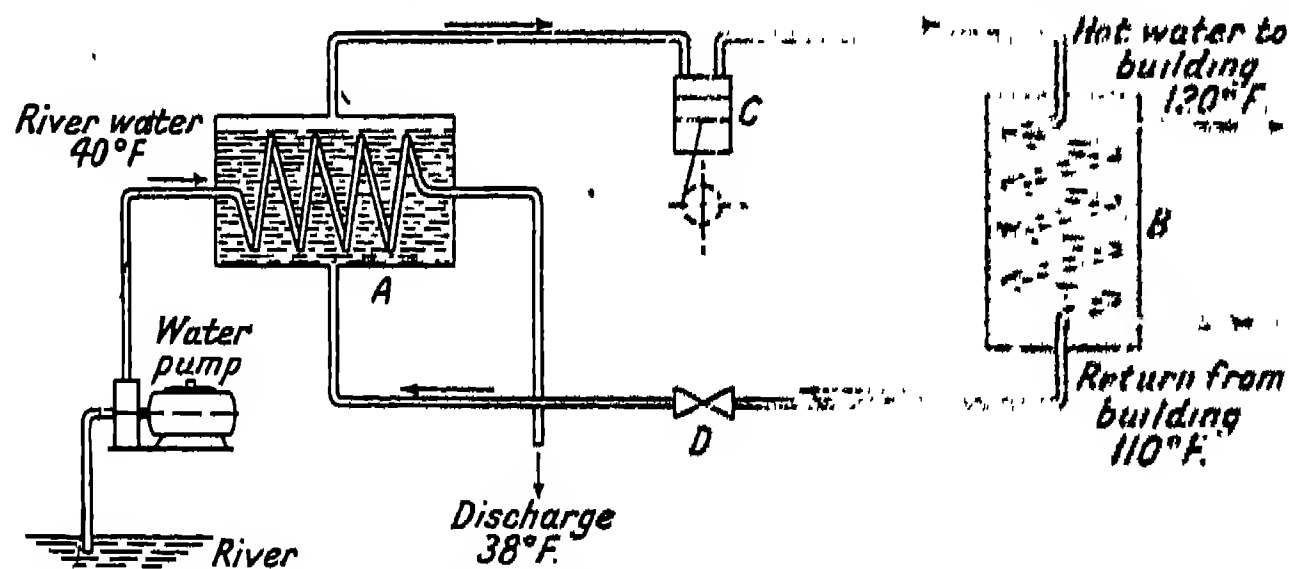 River water
40°F
C
Hot water to
building
120°F.
B
A
Water
pump
D
Return from
building
110°F.
Discharge
38°F.
River